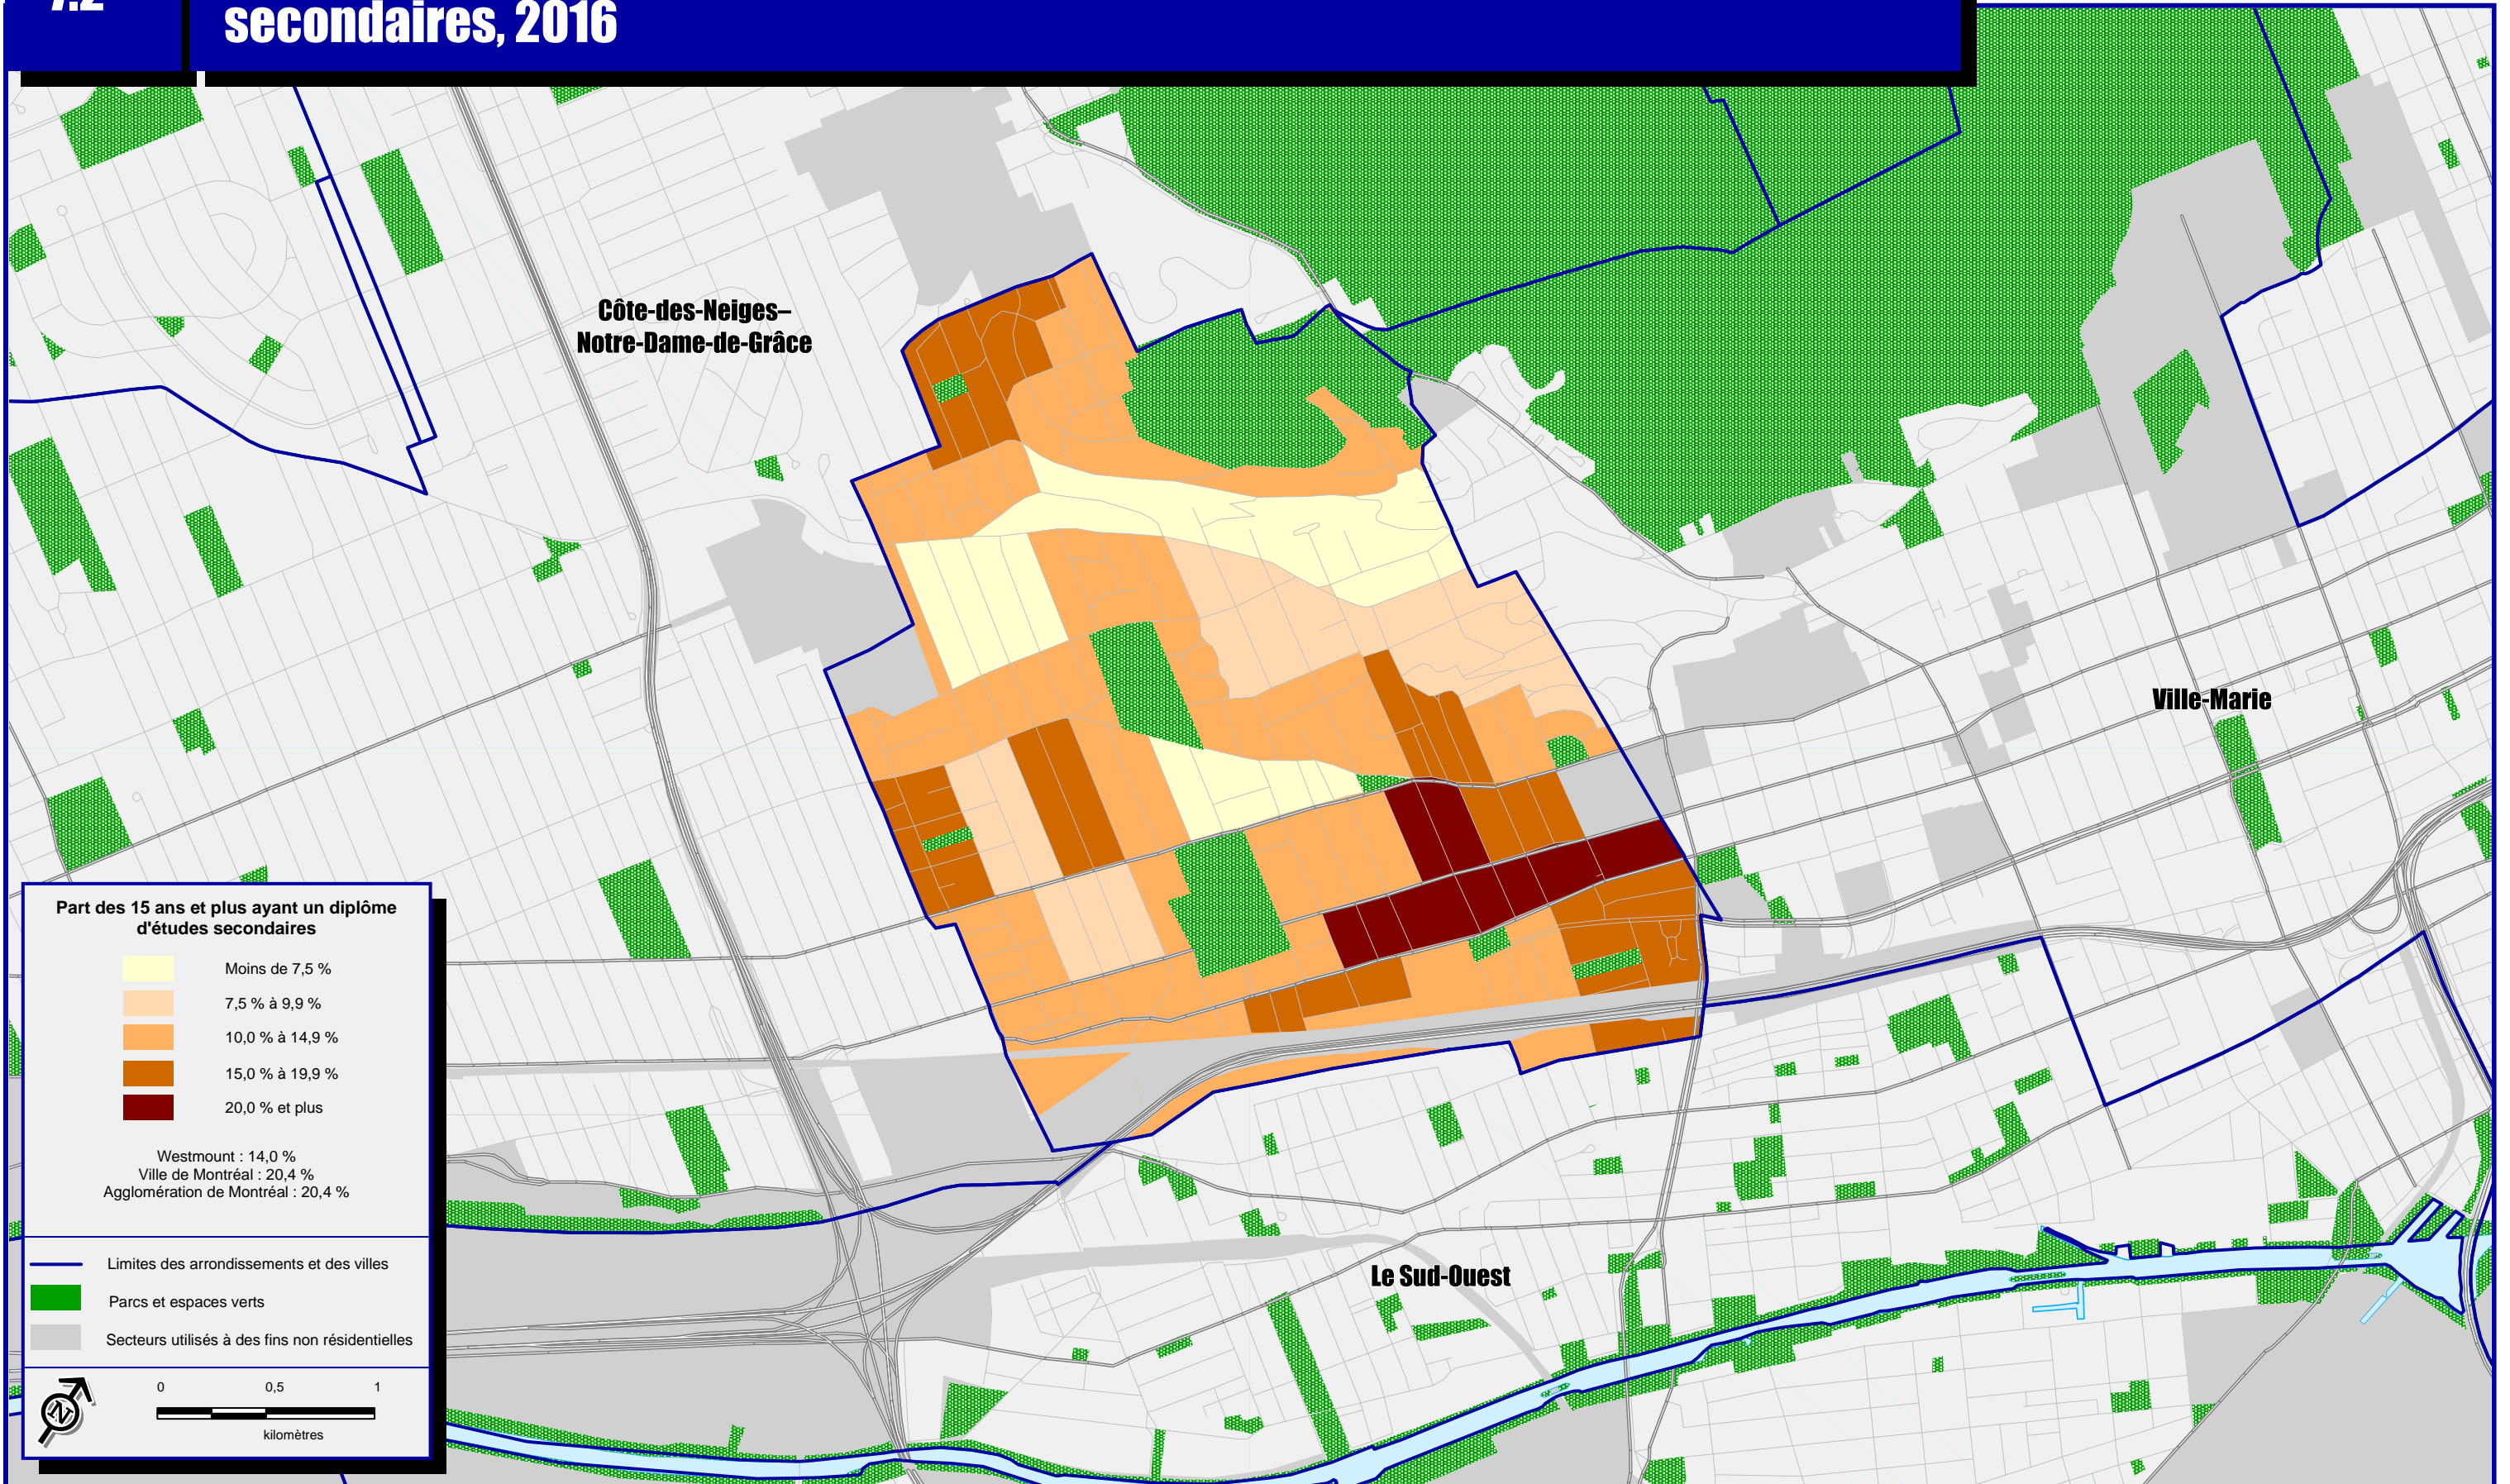 7.2
secondaires, 2016
Côte-des-Neiges–
Notre-Dame-de-Grâce
Ville-Marie
Le Sud-Ouest
Part des 15 ans et plus ayant un diplôme
d'études secondaires
Moins de 7,5 %
7,5 % à 9,9 %
10,0 % à 14,9 %
15,0 % à 19,9 %
20,0 % et plus
Westmount : 14,0 %
Ville de Montréal : 20,4 %
Agglomération de Montréal : 20,4 %
Limites des arrondissements et des villes
Parcs et espaces verts
Secteurs utilisés à des fins non résidentielles
N
0 0,5 1
kilomètres